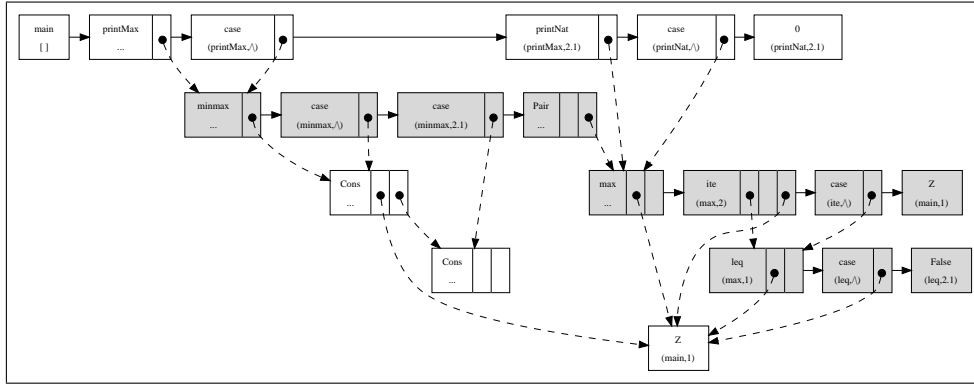 main
[ ]
printMax
...
case
(printMax,/\)
printNat
(printMax,2.1)
case
(printNat,/\)
0
(printNat,2.1)
minmax
...
case
(minmax,/\)
case
(minmax,2.1)
Pair
...
Cons
...
max
...
ite
(max,2)
case
(ite,/\)
Z
(main,1)
Cons
...
leq
(max,1)
case
(leq,/\)
False
(leq,2.1)
Z
(main,1)